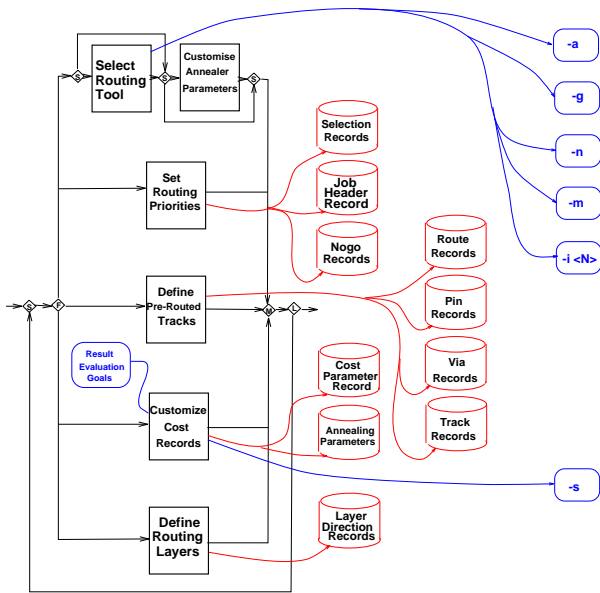 Select
Routing
Tool
Customise
Annealer
Parameters
S
S
S
-a
-g
-n
-m
-i <N>
Selection
Records
Set
Routing
Priorities
Job
Header
Record
Nogo
Records
Route
Records
Define
Pre-Routed
Tracks
Pin
Records
S
F
M
L
Result
Evaluation
Goals
Cost
Parameter
Record
Via
Records
Customize
Cost
Records
Annealing
Parameters
Track
Records
-s
Define
Routing
Layers
Layer
Direction
Records